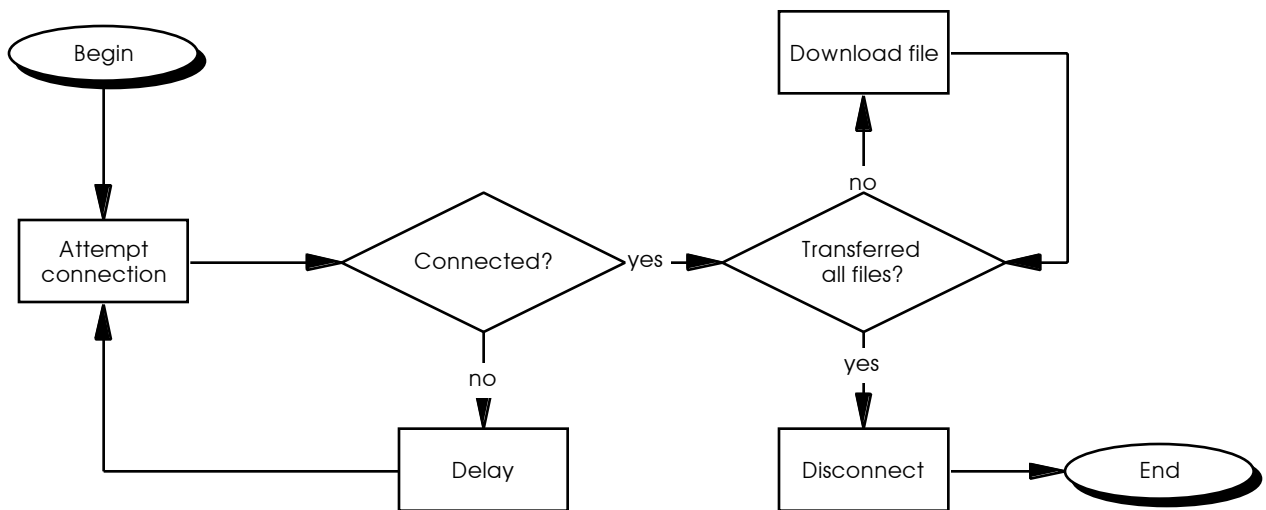 Begin
Attempt
connection
Connected?
yes
no
Delay
Transferred
all files?
no
Download file
yes
Disconnect
End